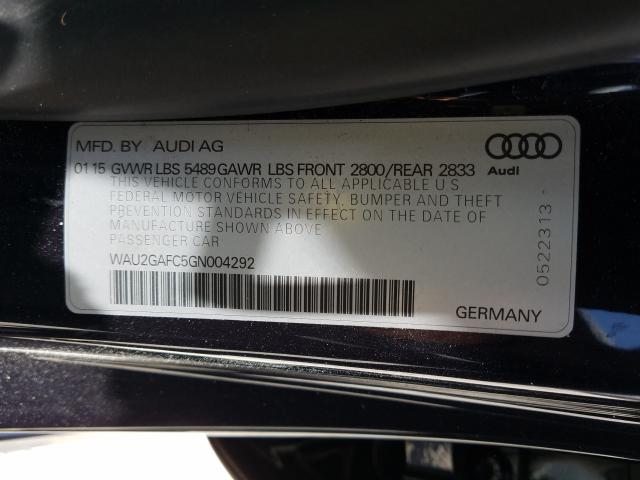 MFD. BY AUDI AG
01 15 GVWR LBS 5489 GAWR LBS FRONT 2800/REAR 2833
Audi
THIS VEHICLE CONFORMS TO ALL APPLICABLE U S
FEDERAL MOTOR VEHICLE SAFETY, BUMPER AND THEFT
PREVENTION STANDARDS IN EFFECT ON THE DATE OF
MANUFACTURE SHOWN ABOVE
PASSENGER CAR
WAU2GAFC5GN004292
GERMANY
0522313 -